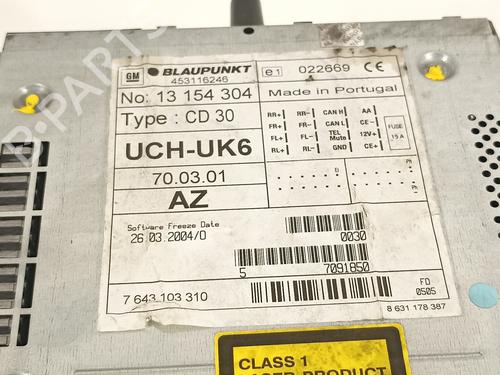 GM BLAUPUNKT
453116246
e1 022669 CE
No: 13 154 304
Made in Portugal
Type : CD 30
RR+ RR- CAN H AA
FR+ FR- CAN L CE-
FL+ FL- TEL Mute 12V+
RL+ RL- GND CE+
FUSE
15 A
UCH-UK6
70.03.01
AZ
Software Freeze Date
26.03.2004/0
0030
5 7091850
7 643 103 310
FD
0505
8 631 178 387
CLASS 1
LASER PRODUCT
B-PARTS